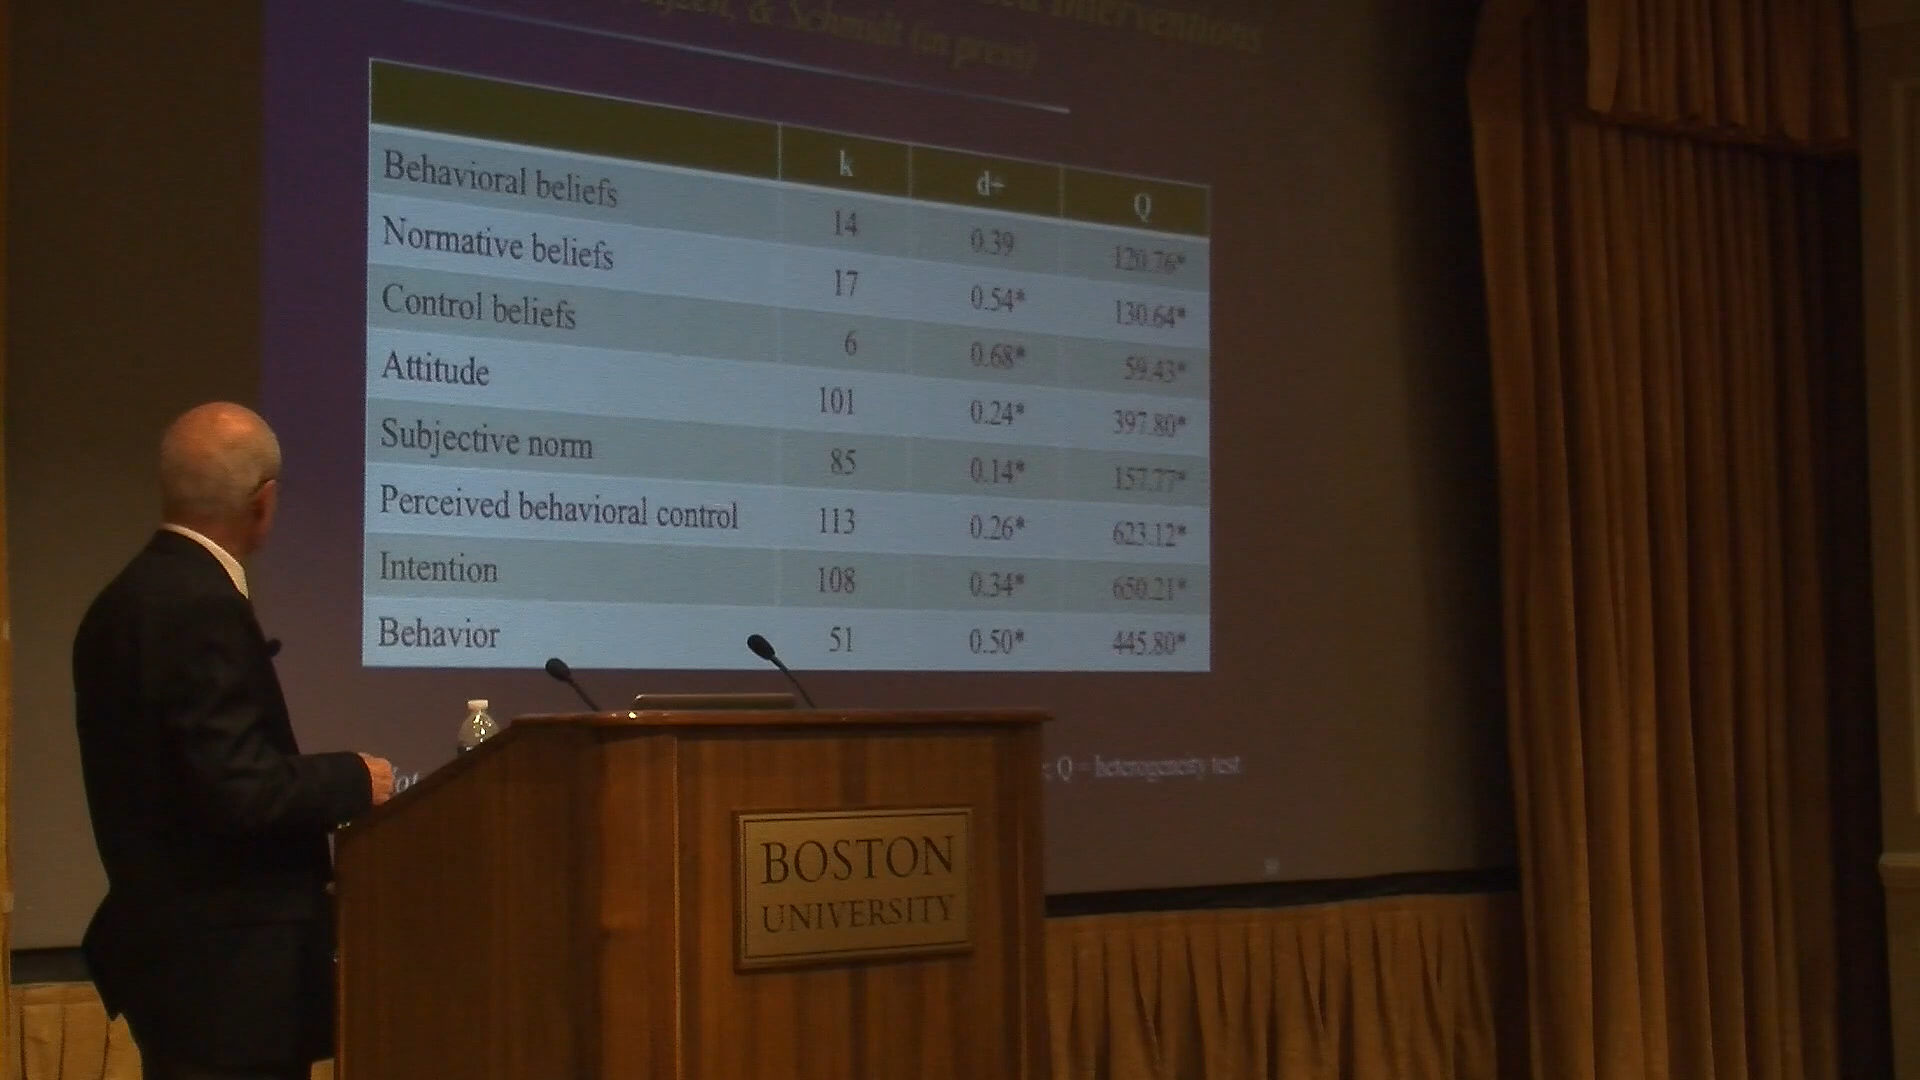 Interventions
& Schmidt (in press)
k d+ Q
Behavioral beliefs 14 0.39 120.76*
Normative beliefs 17 0.54* 130.64*
Control beliefs 6 0.68* 59.43*
Attitude 101 0.24* 397.80*
Subjective norm 85 0.14* 157.77*
Perceived behavioral control 113 0.26* 623.12*
Intention 108 0.34* 650.21*
Behavior 51 0.50* 445.80*
; Q = heterogeneity test
BOSTON
UNIVERSITY